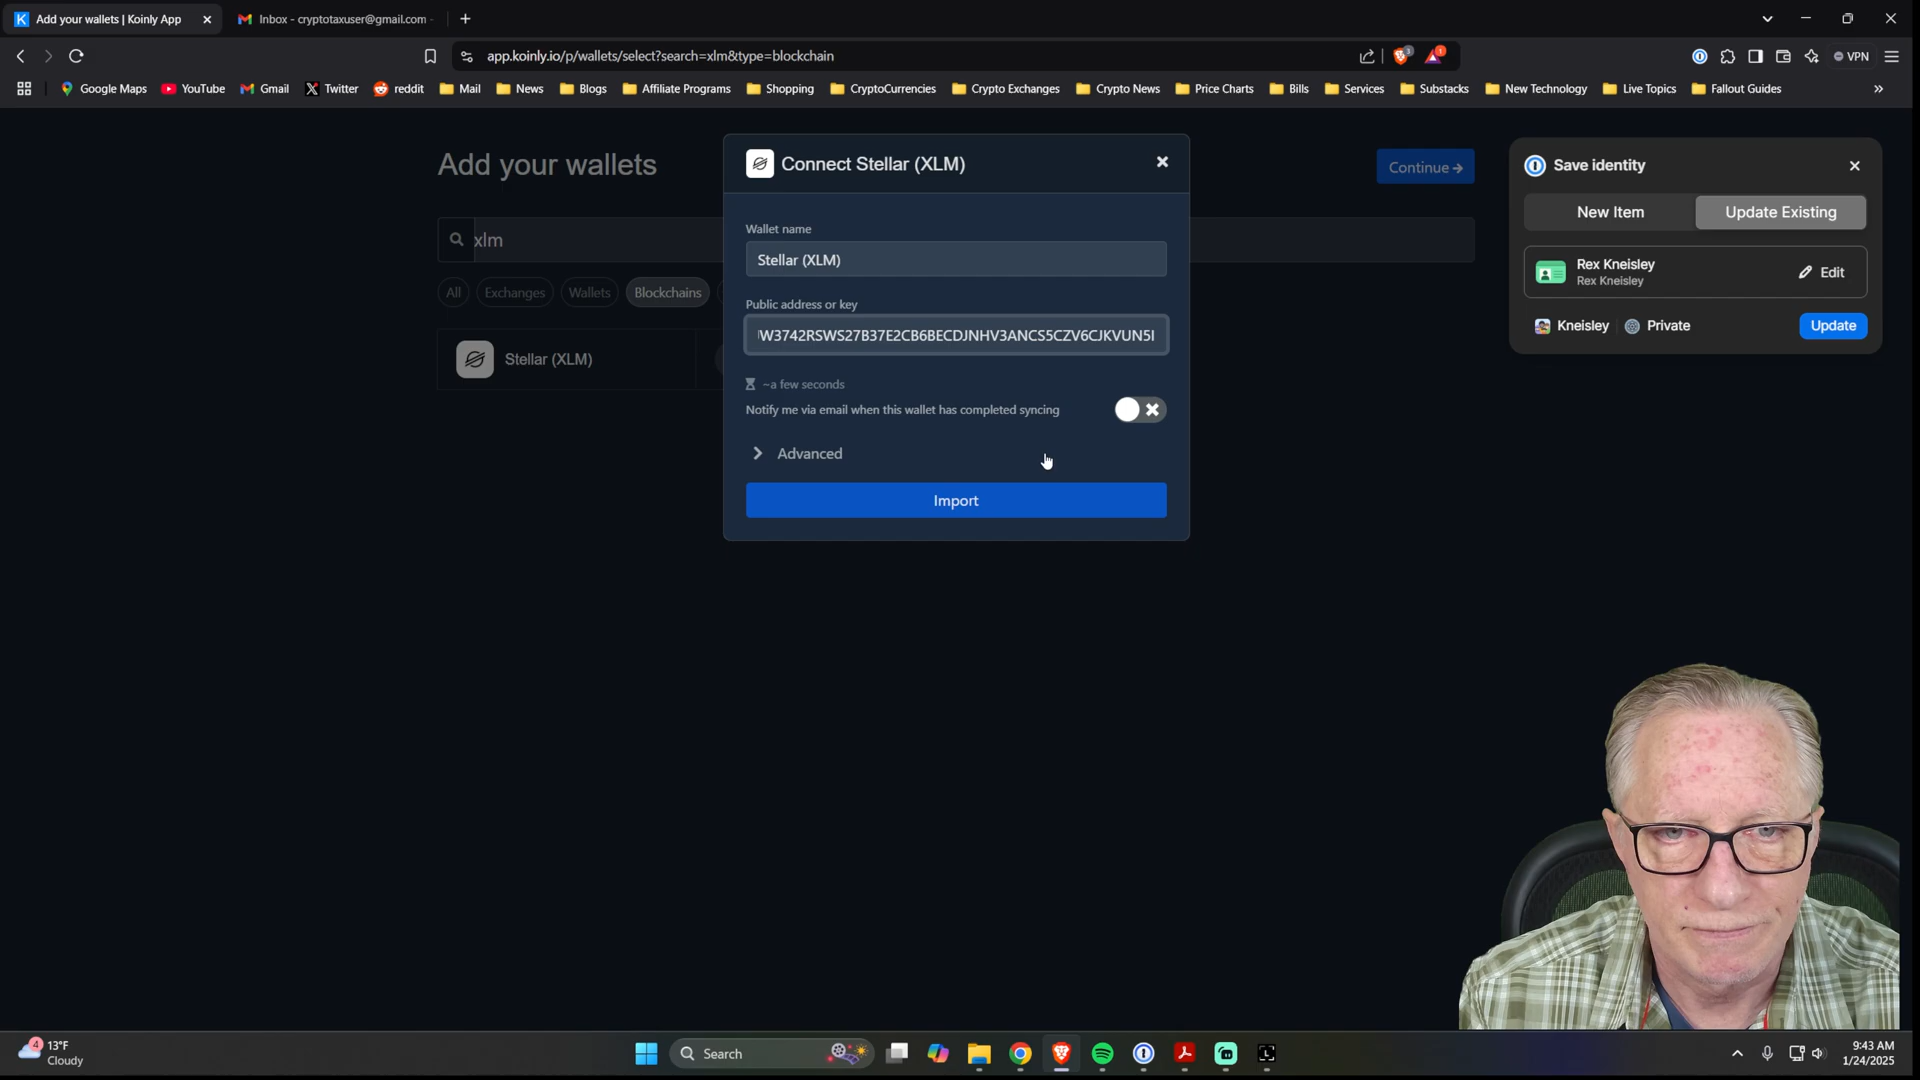 Add your wallets | Koinly App
Inbox - cryptotaxuser@gmail.com
app.koinly.io/p/wallets/select?search=xlm&type=blockchain
VPN
Google Maps
YouTube
Gmail
Twitter
reddit
Mail
News
Blogs
Affiliate Programs
Shopping
CryptoCurrencies
Crypto Exchanges
Crypto News
Price Charts
Bills
Services
Substacks
New Technology
Live Topics
Fallout Guides
Add your wallets
Continue
xlm
All
Exchanges
Wallets
Blockchains
Stellar (XLM)
Connect Stellar (XLM)
Wallet name
Stellar (XLM)
Public address or key
W3742RSWS27B37E2CB6BECDJNHV3ANCS5CZV6CJKVUN5I
~a few seconds
Notify me via email when this wallet has completed syncing
Advanced
Import
Save identity
New Item
Update Existing
Rex Kneisley
Rex Kneisley
Edit
Kneisley
Private
Update
4
13°F
Cloudy
Search
9:43 AM
1/24/2025